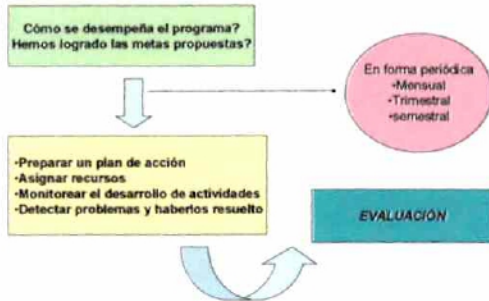 Cómo se desempeña el programa?
Hemos logrado las metas propuestas?
En forma periódica
•Mensual
•Trimestral
•semestral
•Preparar un plan de acción
•Asignar recursos
•Monitorear el desarrollo de actividades
•Detectar problemas y haberlos resuelto
EVALUACIÓN